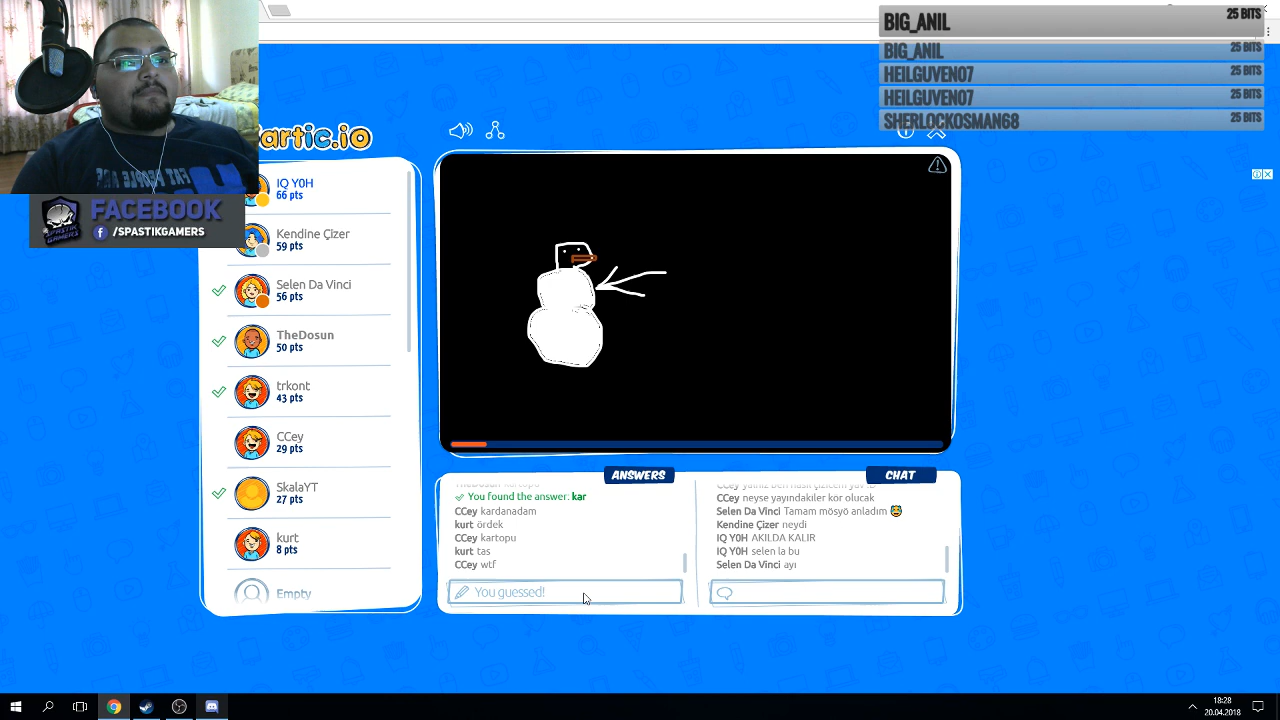 BIG_ANIL 25 BITS
BIG_ANIL 25 BITS
HEILGUVEN07 25 BITS
HEILGUVEN07 25 BITS
SHERLOCKOSMAN68 25 BITS
artic.io
FACEBOOK
f /SPASTIKGAMERS
SPASTIK GAMERS
IQ Y0H
66 pts
Kendine Çizer
59 pts
Selen Da Vinci
56 pts
TheDosun
50 pts
trkont
43 pts
CCey
29 pts
SkalaYT
27 pts
kurt
8 pts
Empty
ANSWERS
You found the answer: kar
CCey kardanadam
kurt ördek
CCey kartopu
kurt tas
CCey wtf
You guessed!
CHAT
CCey neyse yayındakiler kör olucak
Selen Da Vinci Tamam mösyö anladım
Kendine Çizer neydi
IQ Y0H AKILDA KALIR
IQ Y0H selen la bu
Selen Da Vinci ayı
18:28
20.04.2018